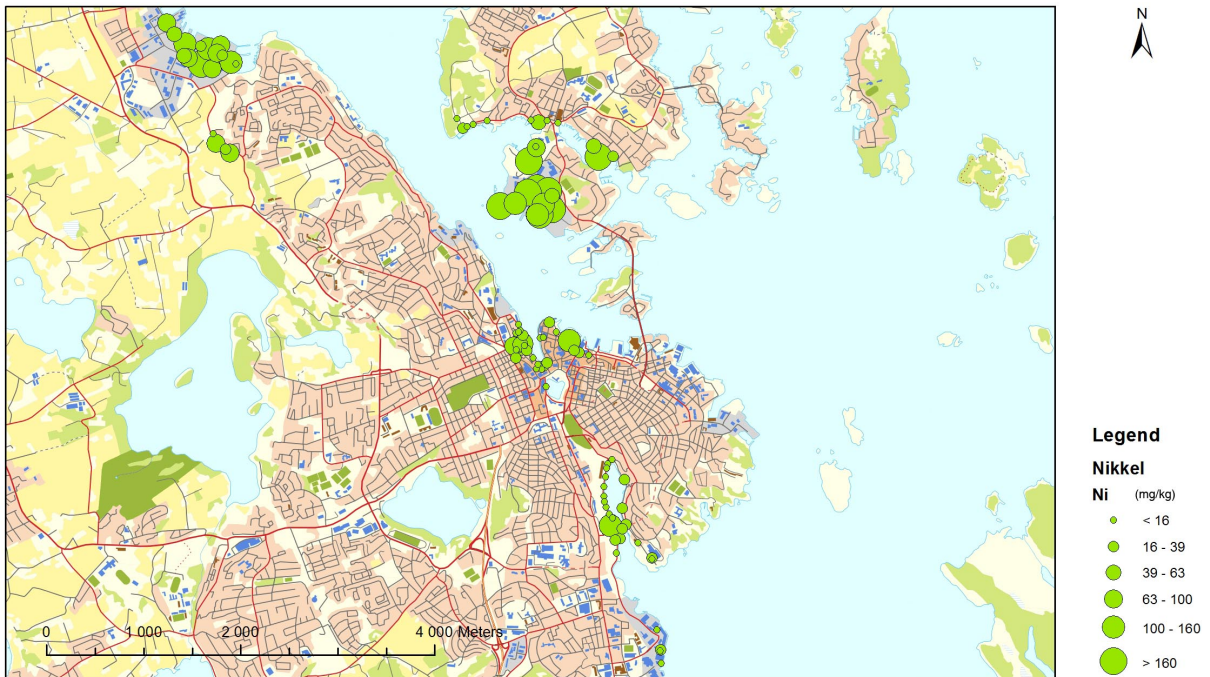 N
0 1 000 2 000 4 000 Meters
Legend
Nikkel
Ni (mg/kg)
< 16
16 - 39
39 - 63
63 - 100
100 - 160
> 160